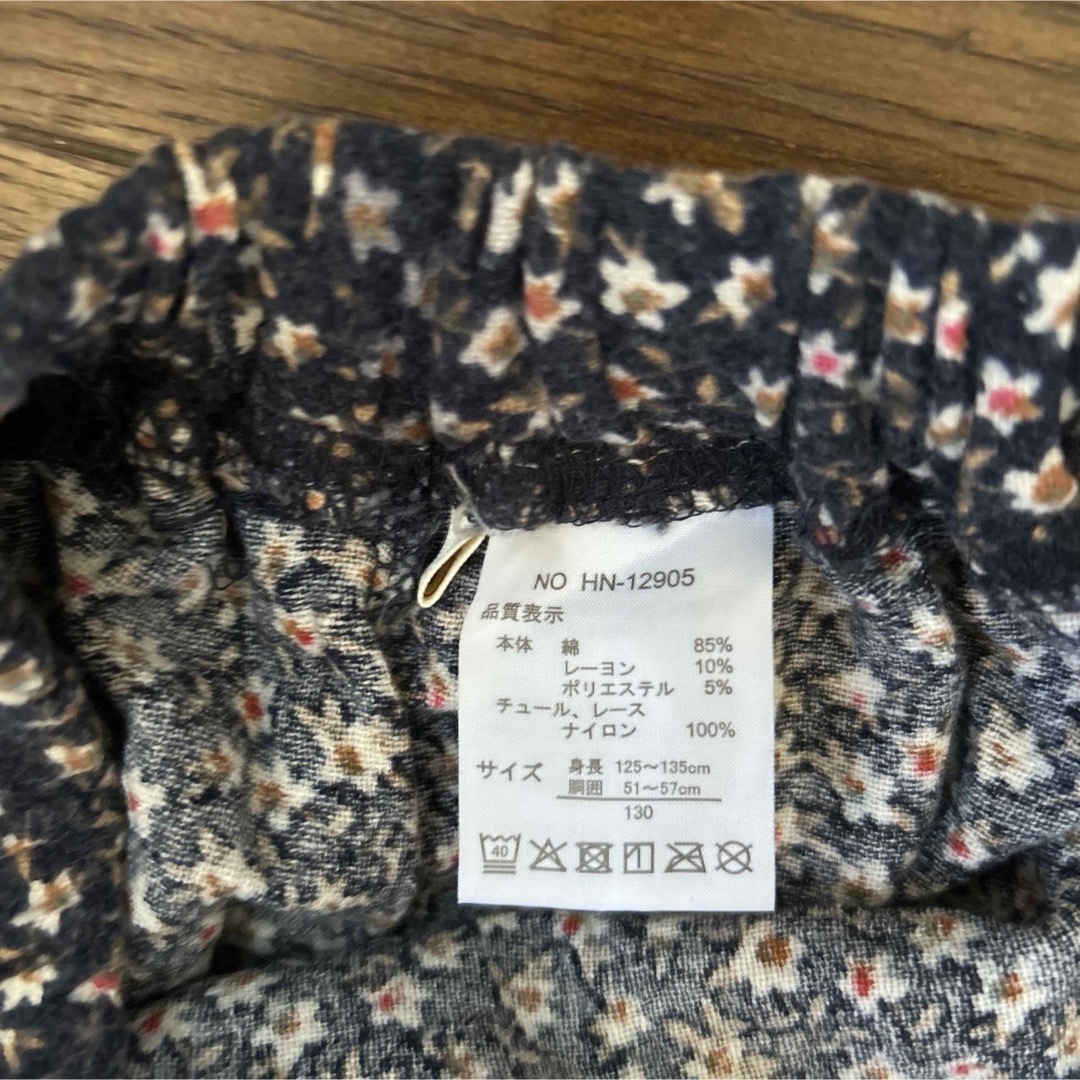 NO HN-12905
品質表示
本体 綿 85%
レーヨン 10%
ポリエステル 5%
チュール、レース
ナイロン 100%
サイズ 身長 125～135cm
胴囲 51～57cm
130
40